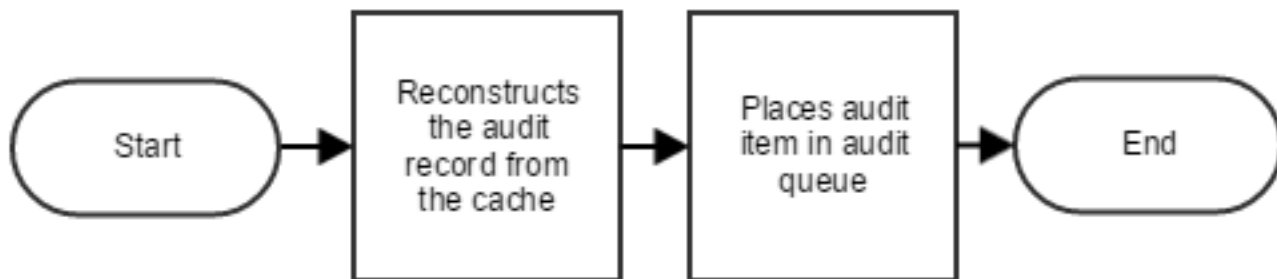 Start
Reconstructs
the audit
record from
the cache
Places audit
item in audit
queue
End